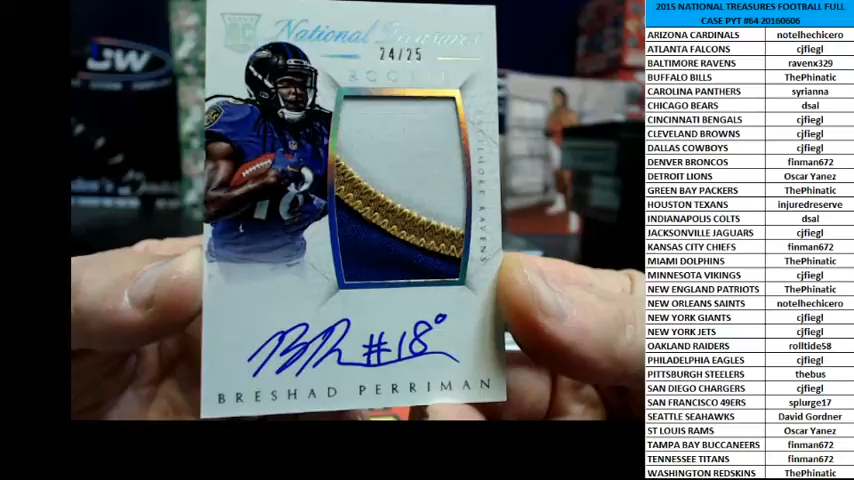 RC
National Treasures
24/25
ROOKIE
BALTIMORE RAVENS
18
#18
BRESHAD PERRIMAN
2015 NATIONAL TREASURES FOOTBALL FULL
CASE PYT #64 20160606
ARIZONA CARDINALS notelhechicero
ATLANTA FALCONS cjfiegl
BALTIMORE RAVENS ravenx329
BUFFALO BILLS ThePhinatic
CAROLINA PANTHERS syrianna
CHICAGO BEARS dsal
CINCINNATI BENGALS cjfiegl
CLEVELAND BROWNS cjfiegl
DALLAS COWBOYS cjfiegl
DENVER BRONCOS finman672
DETROIT LIONS Oscar Yanez
GREEN BAY PACKERS ThePhinatic
HOUSTON TEXANS injuredreserve
INDIANAPOLIS COLTS dsal
JACKSONVILLE JAGUARS cjfiegl
KANSAS CITY CHIEFS finman672
MIAMI DOLPHINS ThePhinatic
MINNESOTA VIKINGS cjfiegl
NEW ENGLAND PATRIOTS ThePhinatic
NEW ORLEANS SAINTS notelhechicero
NEW YORK GIANTS cjfiegl
NEW YORK JETS cjfiegl
OAKLAND RAIDERS rolltide58
PHILADELPHIA EAGLES cjfiegl
PITTSBURGH STEELERS thebus
SAN DIEGO CHARGERS cjfiegl
SAN FRANCISCO 49ERS splurge17
SEATTLE SEAHAWKS David Gordner
ST LOUIS RAMS Oscar Yanez
TAMPA BAY BUCCANEERS finman672
TENNESSEE TITANS finman672
WASHINGTON REDSKINS ThePhinatic